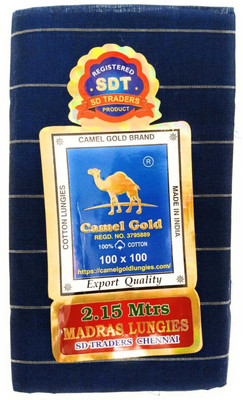 REGISTERED
SDT
SD TRADERS
PRODUCT
CAMEL GOLD BRAND
COTTON LUNGIES
MADE IN INDIA
®
Camel Gold
REGD. NO. 3795889
100% COTTON
100 x 100
https://camelgoldlungies.com/
Export Quality
2.15 Mtrs
MADRAS LUNGIES
SD TRADERS CHENNAI